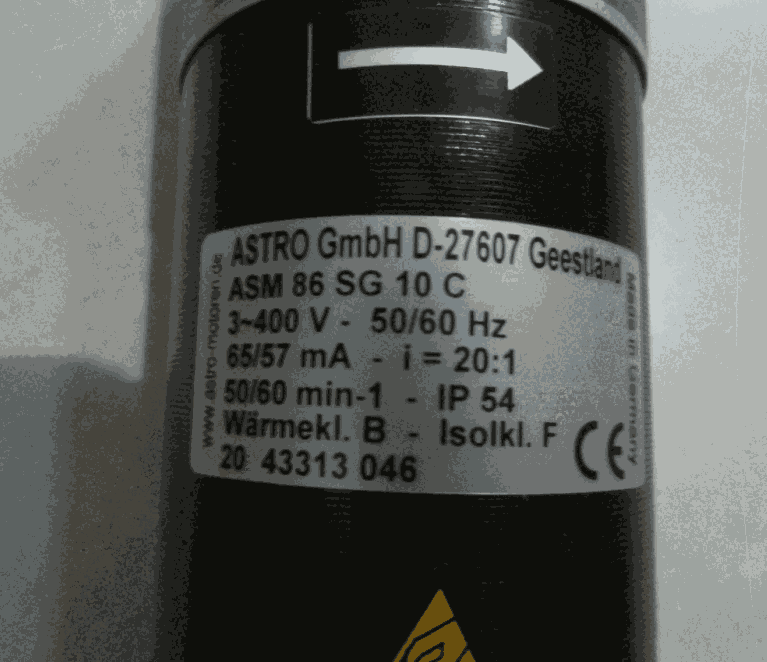 ASTRO GmbH D-27607 Geestland
ASM 86 SG 10 C
3~400 V - 50/60 Hz
65/57 mA - i = 20:1
50/60 min-1 - IP 54
Wärmekl. B - Isolkl. F
20 43313 046
CE
www.astro-motoren.de
Made in Germany